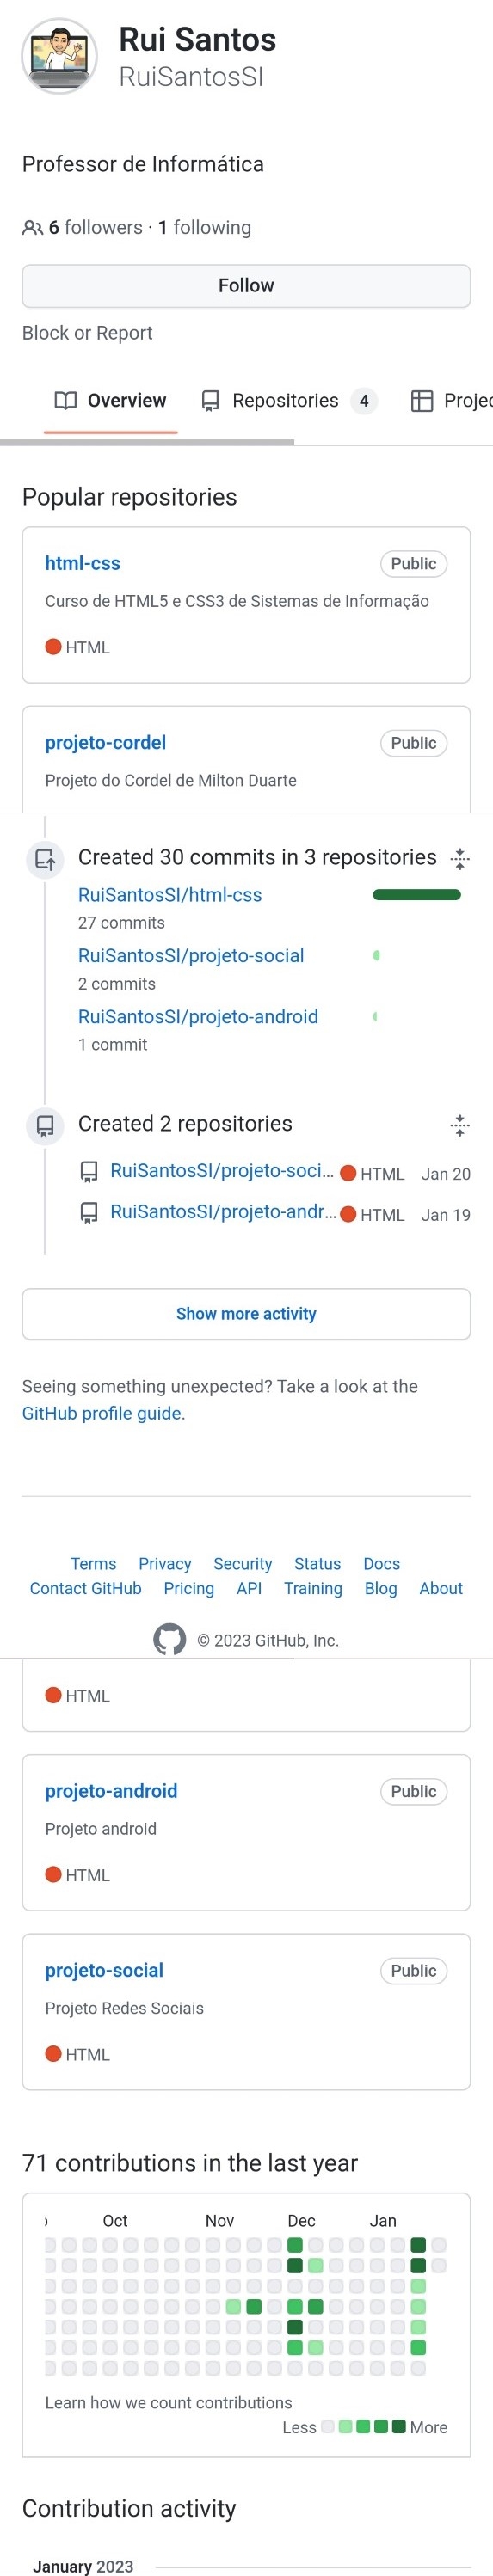 Rui Santos
RuiSantosSI
Professor de Informática
6 followers · 1 following
Follow
Block or Report
Overview Repositories 4 Projec
Popular repositories
html-css Public
Curso de HTML5 e CSS3 de Sistemas de Informação
HTML
projeto-cordel Public
Projeto do Cordel de Milton Duarte
Created 30 commits in 3 repositories
RuiSantosSI/html-css
27 commits
RuiSantosSI/projeto-social
2 commits
RuiSantosSI/projeto-android
1 commit
Created 2 repositories
RuiSantosSI/projeto-soci... HTML Jan 20
RuiSantosSI/projeto-andr... HTML Jan 19
Show more activity
Seeing something unexpected? Take a look at the
GitHub profile guide.
Terms Privacy Security Status Docs
Contact GitHub Pricing API Training Blog About
© 2023 GitHub, Inc.
HTML
projeto-android Public
Projeto android
HTML
projeto-social Public
Projeto Redes Sociais
HTML
71 contributions in the last year
Oct Nov Dec Jan
Learn how we count contributions
Less More
Contribution activity
January 2023